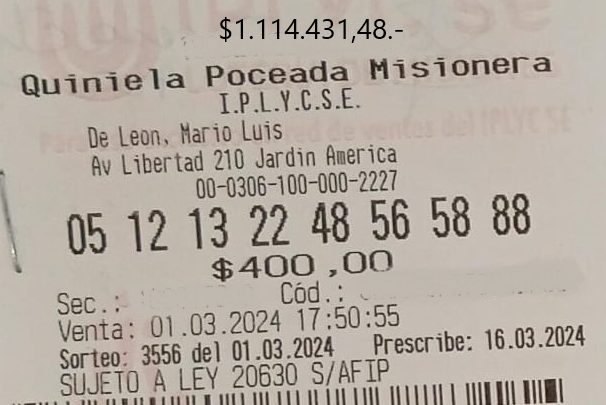 $1.114.431,48.-
Quiniela Poceada Misionera
I.P.L.Y.C.S.E.
De Leon, Mario Luis
Av Libertad 210 Jardin America
00-0306-100-000-2227
05 12 13 22 48 56 58 88
$400,00
Sec.: Cód.:
Venta: 01.03.2024 17:50:55
Sorteo: 3556 del 01.03.2024 Prescribe: 16.03.2024
SUJETO A LEY 20630 S/AFIP